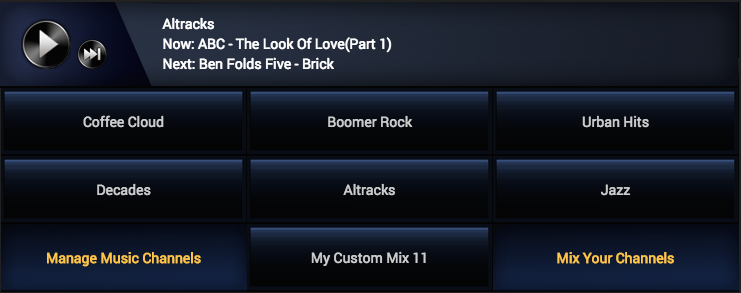 Altracks
Now: ABC - The Look Of Love(Part 1)
Next: Ben Folds Five - Brick
Coffee Cloud
Boomer Rock
Urban Hits
Decades
Altracks
Jazz
Manage Music Channels
My Custom Mix 11
Mix Your Channels